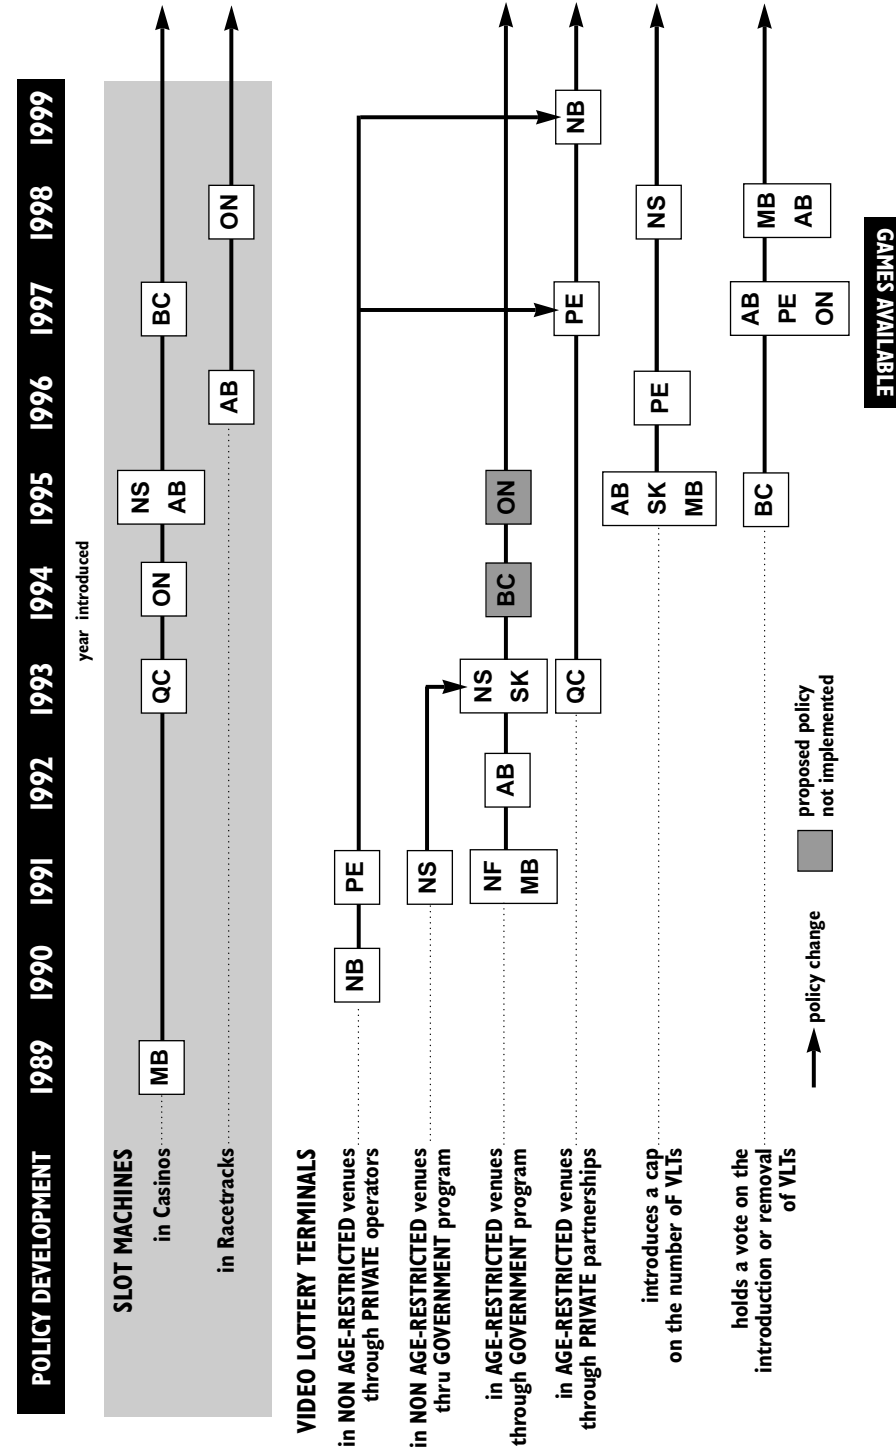 POLICY DEVELOPMENT 1989 1990 1991 1992 1993 1994 1995 1996 1997 1998 1999
year introduced
SLOT MACHINES
in Casinos
MB
QC
ON
NS
AB
BC
in Racetracks
AB
ON
VIDEO LOTTERY TERMINALS
in NON AGE-RESTRICTED venues
through PRIVATE operators
NB
PE
in NON AGE-RESTRICTED venues
thru GOVERNMENT program
NS
in AGE-RESTRICTED venues
through GOVERNMENT program
NF
MB
AB
NS
SK
BC
ON
in AGE-RESTRICTED venues
through PRIVATE partnerships
QC
PE
NB
introduces a cap
on the number oF VLTs
AB
SK
MB
PE
NS
holds a vote on the
introduction or removal
of VLTs
BC
AB
PE
ON
MB
AB
policy change
proposed policy
not implemented
GAMES AVAILABLE